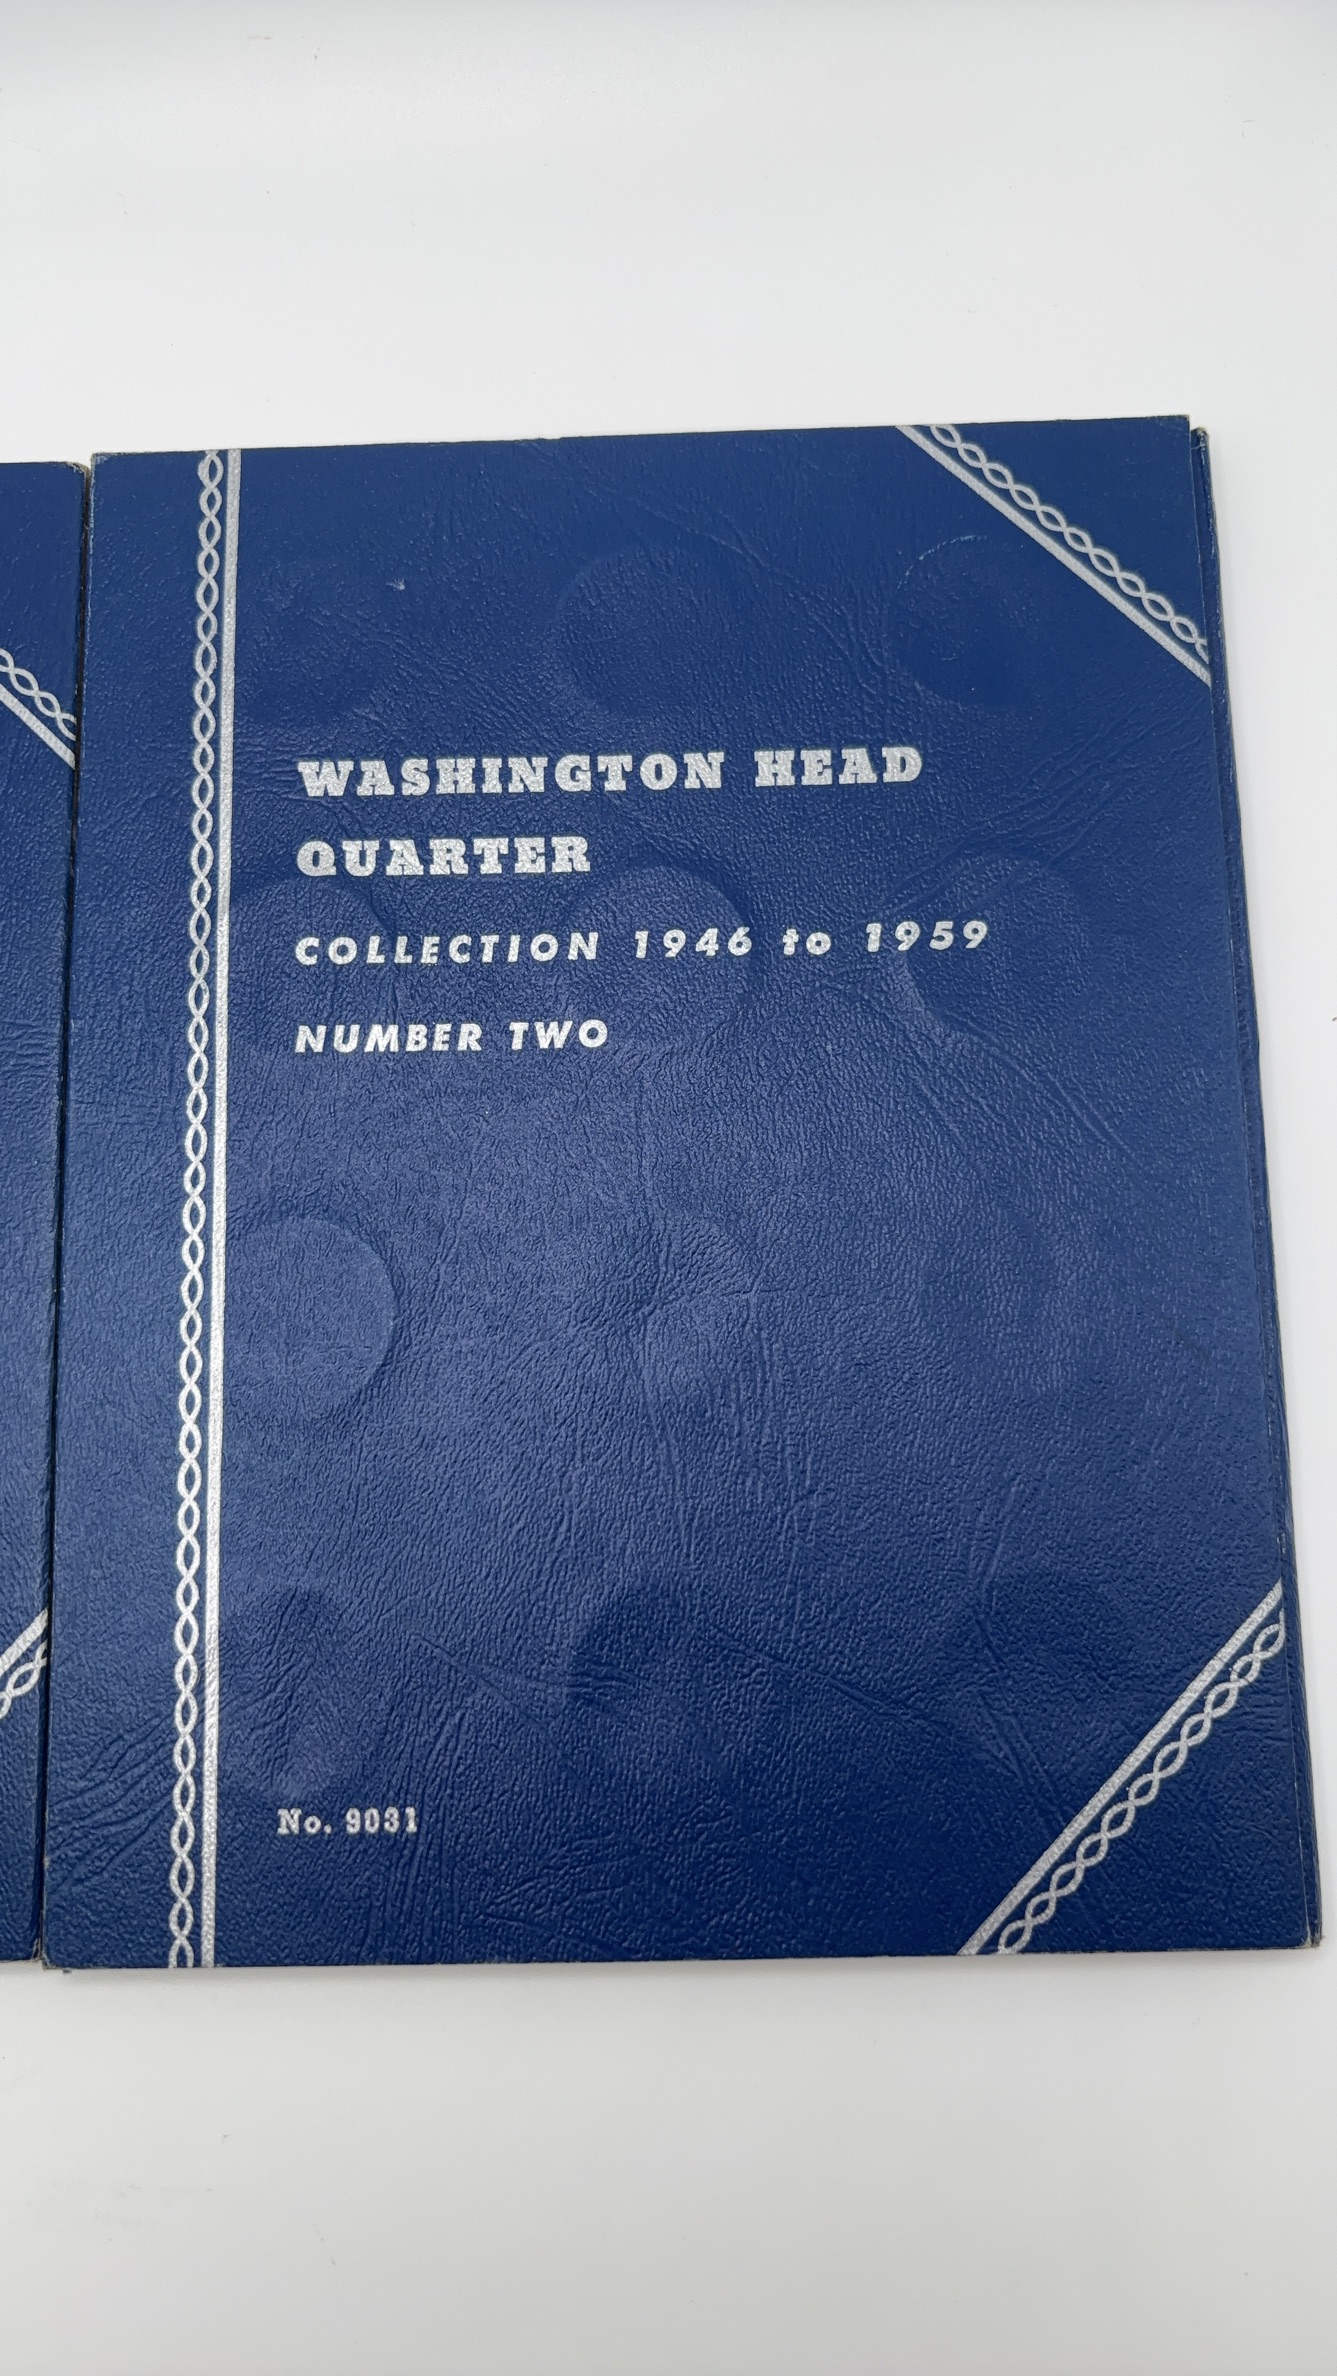 WASHINGTON HEAD
QUARTER
COLLECTION 1946 to 1959
NUMBER TWO
No. 9031